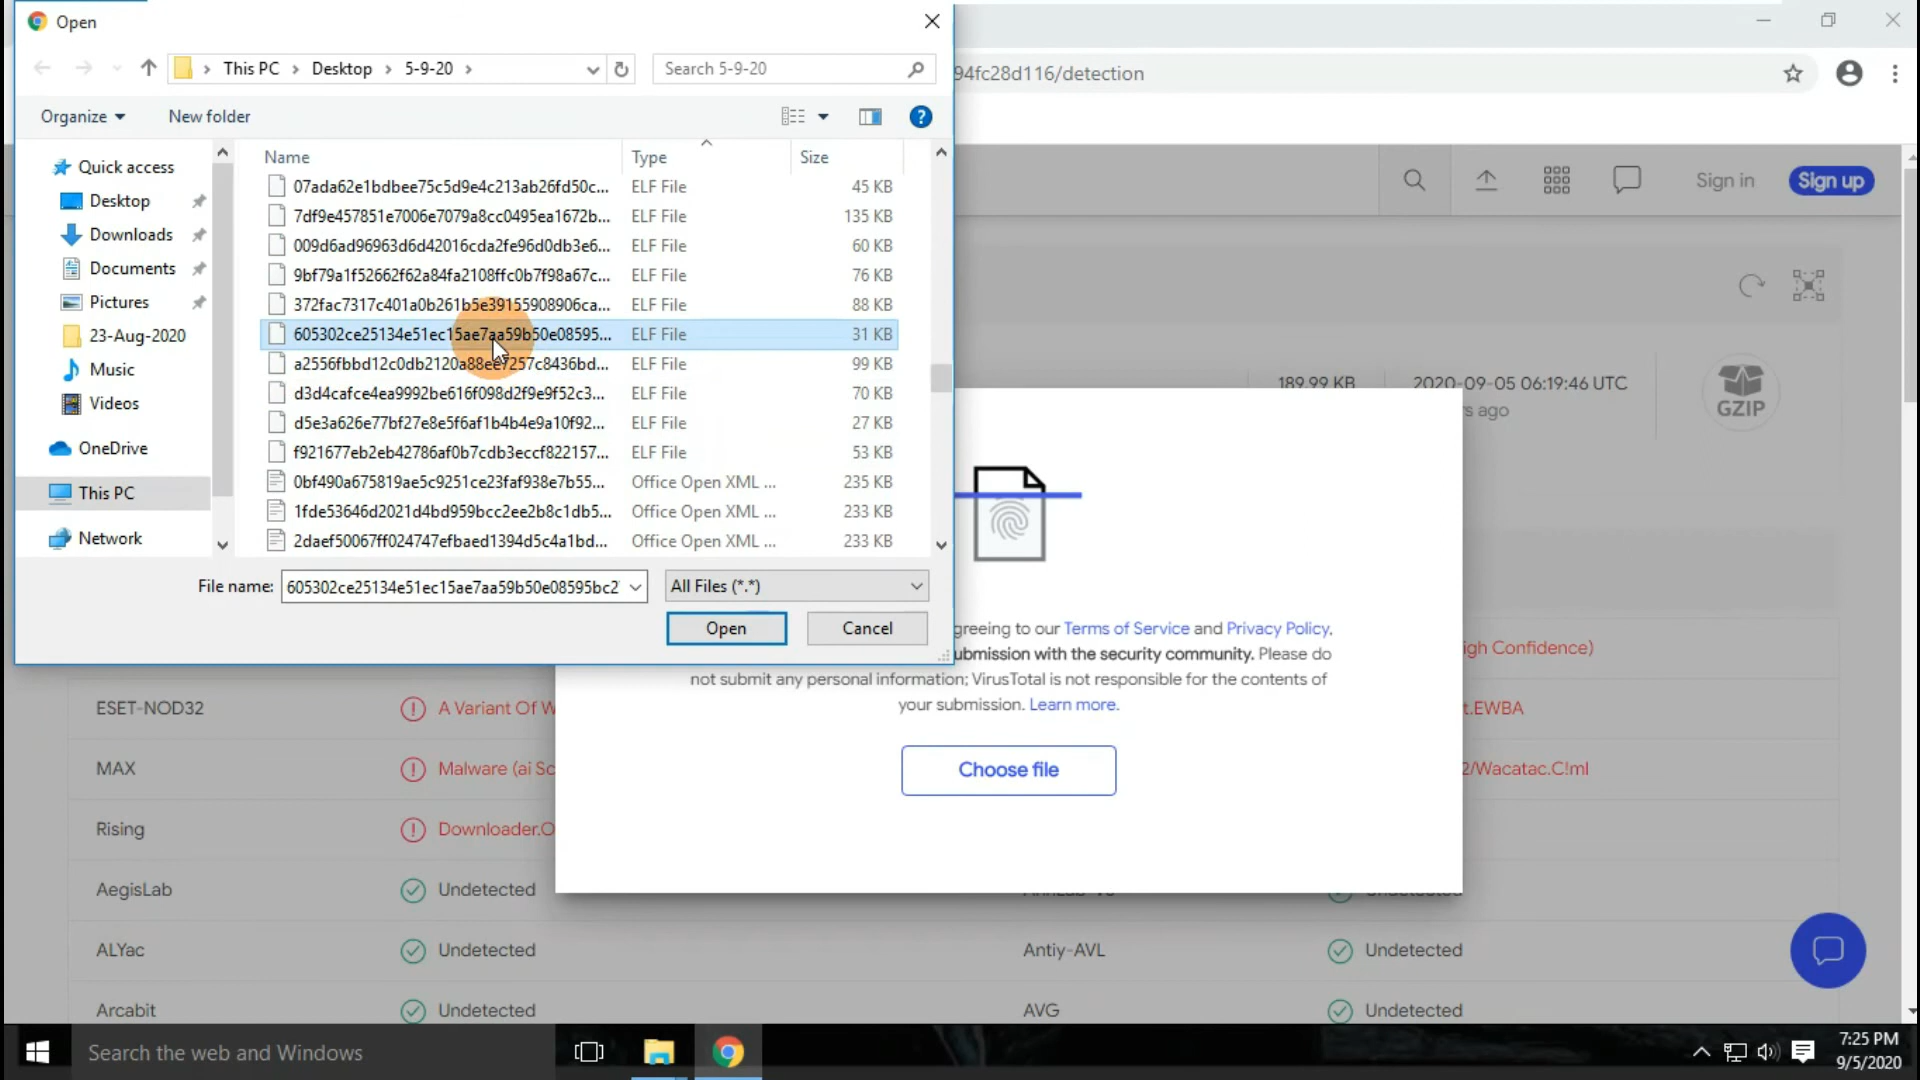 Open
This PC > Desktop > 5-9-20 >
Search 5-9-20
94fc28d116/detection
Organize
New folder
Sign in
Sign up
Quick access
Desktop
Downloads
Documents
Pictures
23-Aug-2020
Music
Videos
OneDrive
This PC
Network
Name Type Size
07ada62e1bdbee75c5d9e4c213ab26fd50c... ELF File 45 KB
7df9e457851e7006e7079a8cc0495ea1672b... ELF File 135 KB
009d6ad96963d6d42016cda2fe96d0db3e6... ELF File 60 KB
9bf79a1f52662f62a84fa2108ffc0b7f98a67c... ELF File 76 KB
372fac7317c401a0b261b5e39155908906ca... ELF File 88 KB
605302ce25134e51ec15ae7aa59b50e08595... ELF File 31 KB
a2556fbbd12c0db2120a88ee7257c8436bd... ELF File 99 KB
d3d4cafce4ea9992be616f098d2f9e9f52c3... ELF File 70 KB
d5e3a626e77bf27e8e5f6af1b4b4e9a10f92... ELF File 27 KB
f921677eb2eb42786af0b7cdb3eccf822157... ELF File 53 KB
0bf490a675819ae5c9251ce23faf938e7b55... Office Open XML ... 235 KB
1fde53646d2021d4bd959bcc2ee2b8c1db5... Office Open XML ... 233 KB
2daef50067ff024747efbaed1394d5c4a1bd... Office Open XML ... 233 KB
File name: 605302ce25134e51ec15ae7aa59b50e08595bc2
All Files (*.*)
Open
Cancel
189.99 KB
2020-09-05 06:19:46 UTC
s ago
GZIP
greeing to our Terms of Service and Privacy Policy,
ubmission with the security community. Please do
not submit any personal information; VirusTotal is not responsible for the contents of
your submission. Learn more.
Choose file
igh Confidence)
ESET-NOD32 A Variant Of W
t.EWBA
MAX Malware (ai Sc
2/Wacatac.C!ml
Rising Downloader.O
AegisLab Undetected
ALYac Undetected
Antiy-AVL Undetected
Arcabit Undetected
AVG Undetected
Search the web and Windows
7:25 PM
9/5/2020